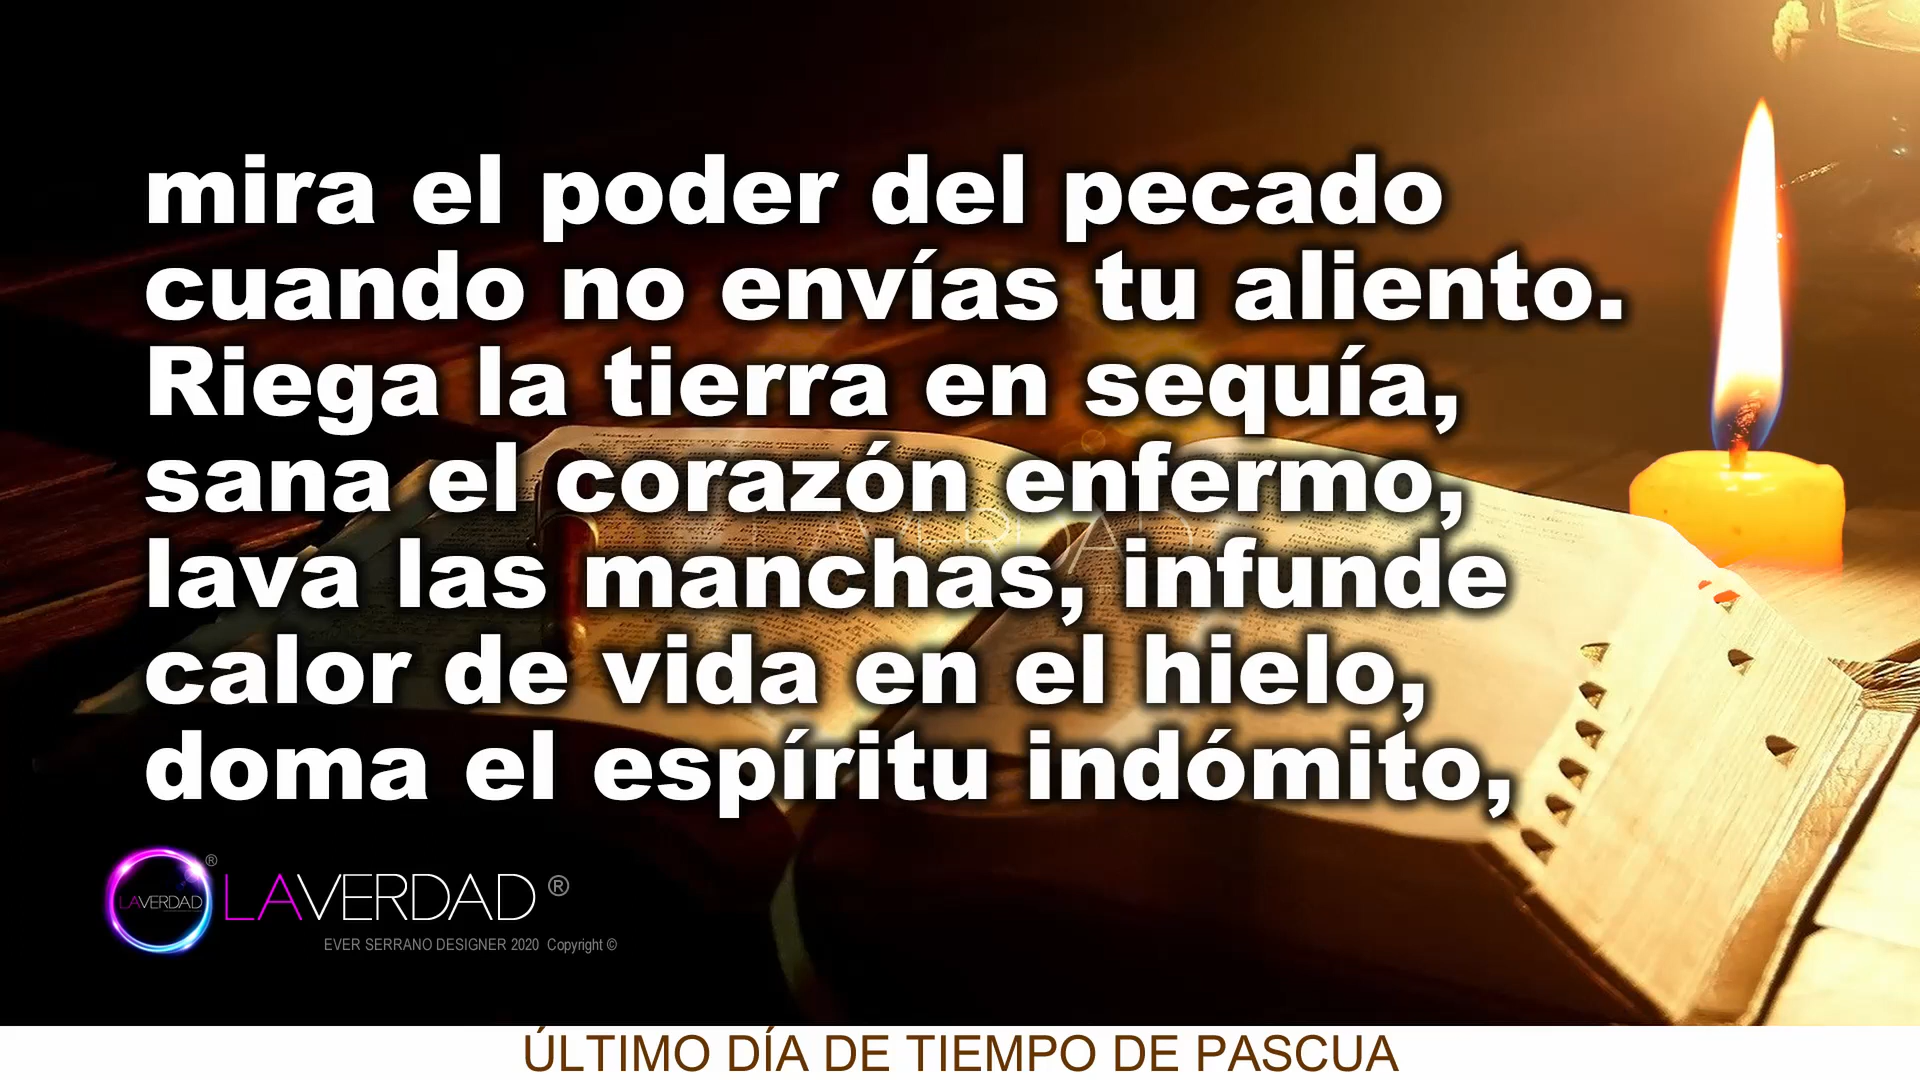 mira el poder del pecado
cuando no envías tu aliento.
Riega la tierra en sequía,
sana el corazón enfermo,
lava las manchas, infunde
calor de vida en el hielo,
doma el espíritu indómito,
LAVERDAD ®
LAVERDAD ®
EVER SERRANO DESIGNER 2020 Copyright ©
ÚLTIMO DÍA DE TIEMPO DE PASCUA